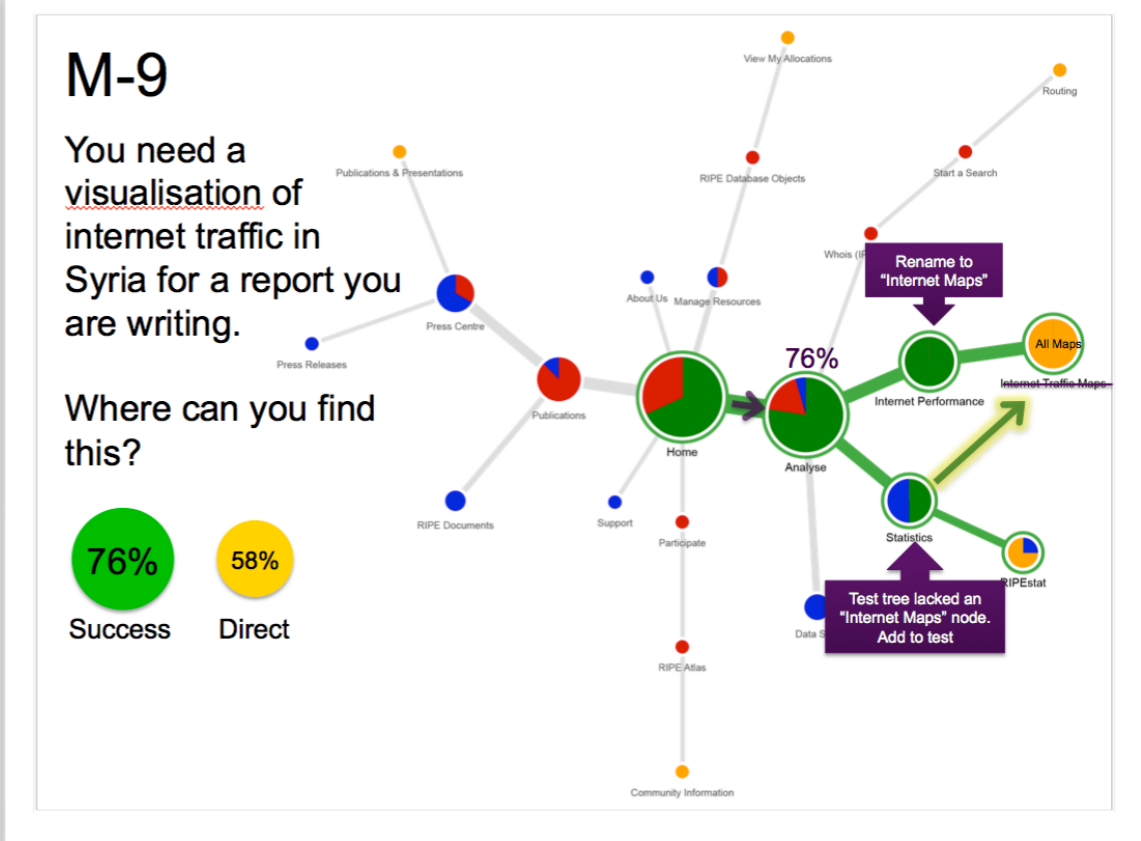 M-9
You need a
visualisation of
internet traffic in
Syria for a report you
are writing.
Where can you find
this?
76%
58%
Success
Direct
View My Allocations
Routing
Publications & Presentations
RIPE Database Objects
Start a Search
Whois
Rename to
“Internet Maps”
About Us
Manage Resources
Press Centre
Press Releases
76%
All Maps
Internet Traffic Maps
Publications
Internet Performance
Home
Analyse
RIPE Documents
Support
Statistics
Participate
RIPEstat
Test tree lacked an
“Internet Maps” node.
Add to test
Data
RIPE Atlas
Community Information